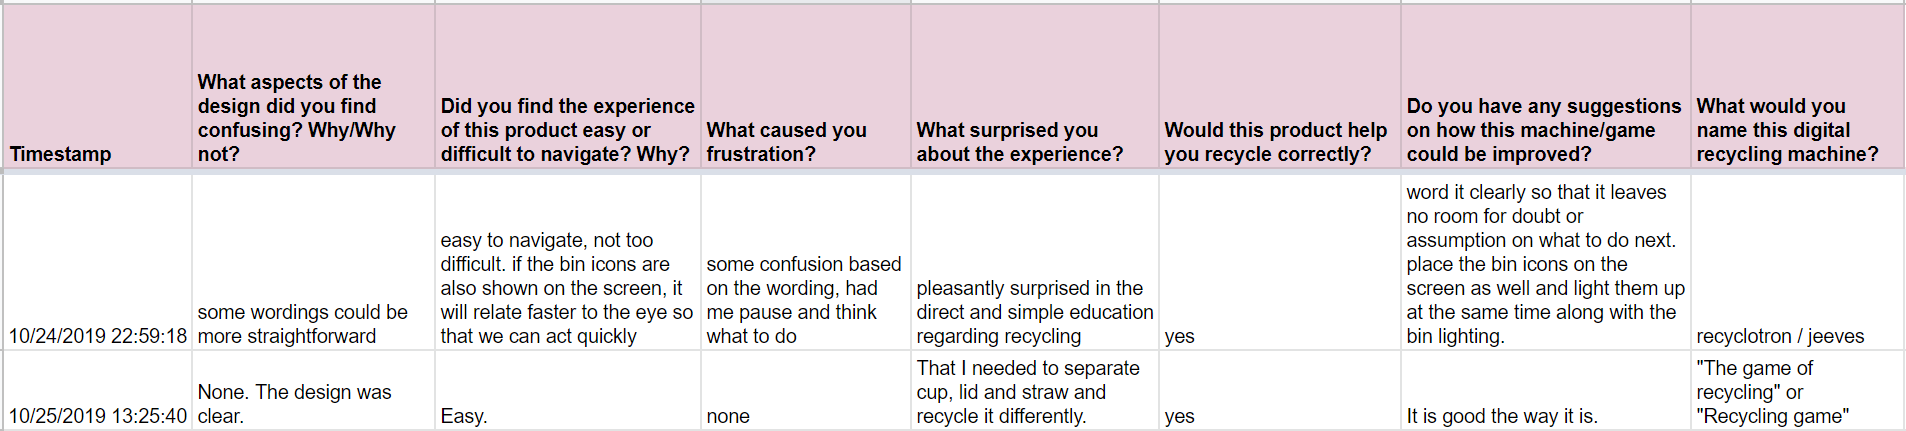 Timestamp
What aspects of the
design did you find
confusing? Why/Why
not?
Did you find the experience
of this product easy or
difficult to navigate? Why?
What caused you
frustration?
What surprised you
about the experience?
Would this product help
you recycle correctly?
Do you have any suggestions
on how this machine/game
could be improved?
What would you
name this digital
recycling machine?
10/24/2019 22:59:18
some wordings could be
more straightforward
easy to navigate, not too
difficult. if the bin icons are
also shown on the screen, it
will relate faster to the eye so
that we can act quickly
some confusion based
on the wording, had
me pause and think
what to do
pleasantly surprised in the
direct and simple education
regarding recycling
yes
word it clearly so that it leaves
no room for doubt or
assumption on what to do next.
place the bin icons on the
screen as well and light them up
at the same time along with the
bin lighting.
recyclotron / jeeves
10/25/2019 13:25:40
None. The design was
clear.
Easy.
none
That I needed to separate
cup, lid and straw and
recycle it differently.
yes
It is good the way it is.
"The game of
recycling" or
"Recycling game"